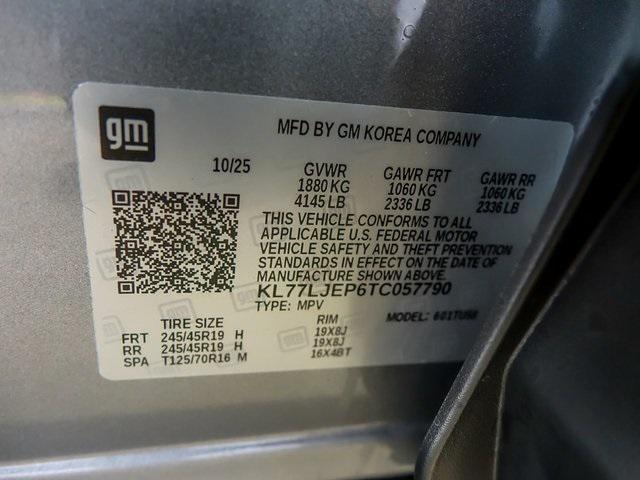 gm
MFD BY GM KOREA COMPANY
10/25 GVWR GAWR FRT GAWR RR
1880 KG 1060 KG 1060 KG
4145 LB 2336 LB 2336 LB
THIS VEHICLE CONFORMS TO ALL
APPLICABLE U.S. FEDERAL MOTOR
VEHICLE SAFETY AND THEFT PREVENTION
STANDARDS IN EFFECT ON THE DATE OF
MANUFACTURE SHOWN ABOVE.
KL77LJEP6TC057790
TYPE: MPV MODEL:
TIRE SIZE RIM
FRT 245/45R19 H 19X8J
RR 245/45R19 H 19X8J
SPA T125/70R16 M 16X4BT